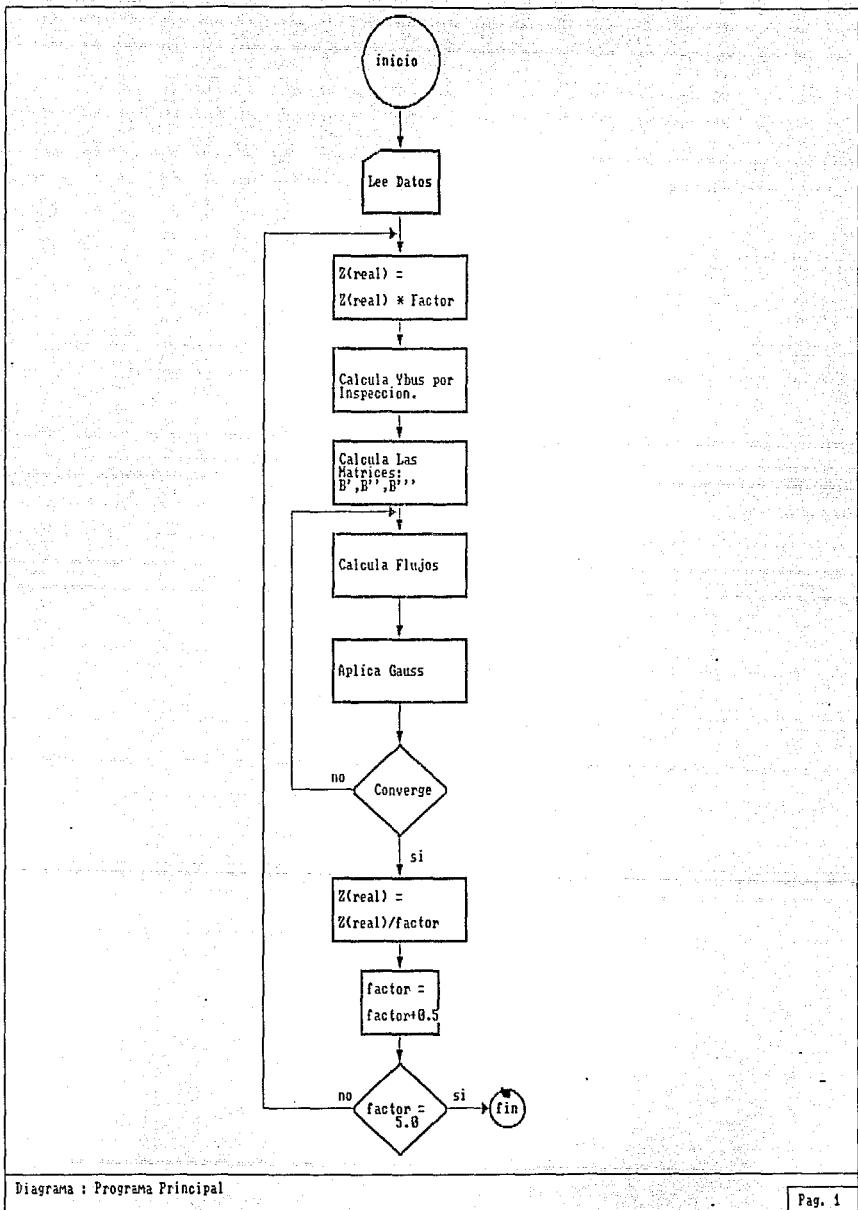 inicio
Lee Datos
Z(real) =
Z(real) * Factor
Calcula Ybus por
Inspeccion.
Calcula Las
Matrices:
B',B'',B'''
Calcula Flujos
Aplica Gauss
no
Converge
si
Z(real) =
Z(real)/factor
factor =
factor+0.5
no
si
factor =
5.0
fin
Diagrama : Programa Principal
Pag. 1